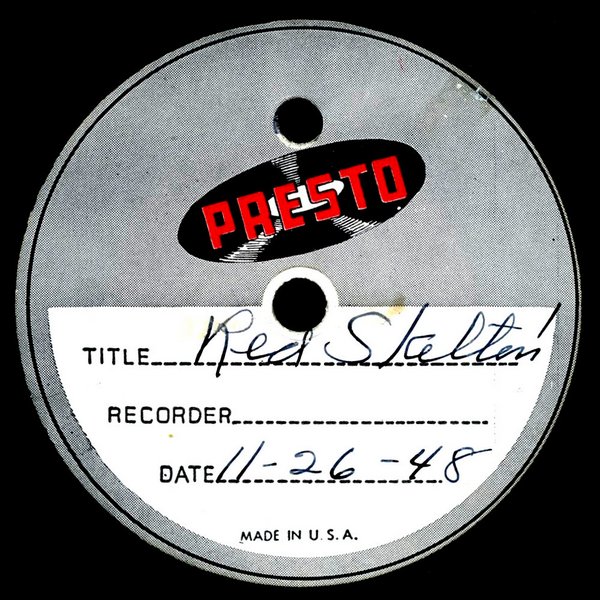 PRESTO
TITLE Red Skelton
RECORDER
DATE 11-26-48
MADE IN U.S.A.